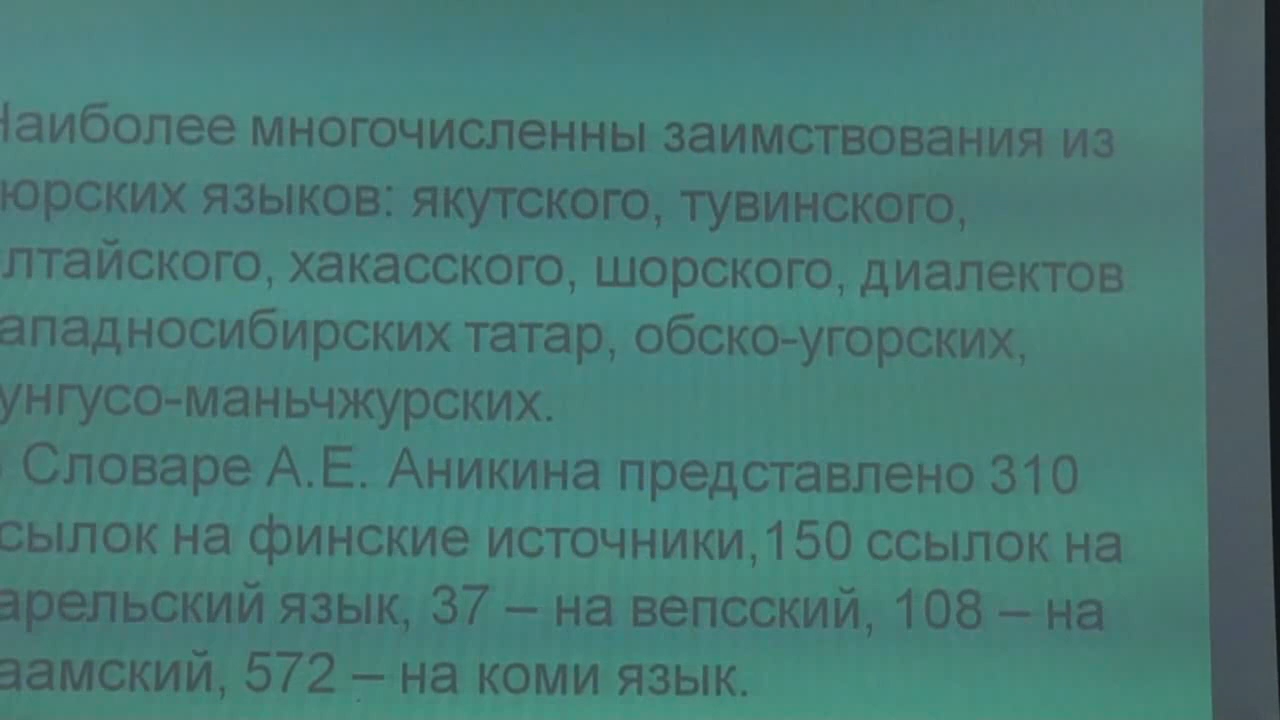 Наиболее многочисленны заимствования из
юрских языков: якутского, тувинского,
лтайского, хакасского, шорского, диалектов
ападносибирских татар, обско-угорских,
унгусо-маньчжурских.
Словаре А.Е. Аникина представлено 310
сылок на финские источники,150 ссылок на
арельский язык, 37 – на вепсский, 108 – на
аамский, 572 – на коми язык.